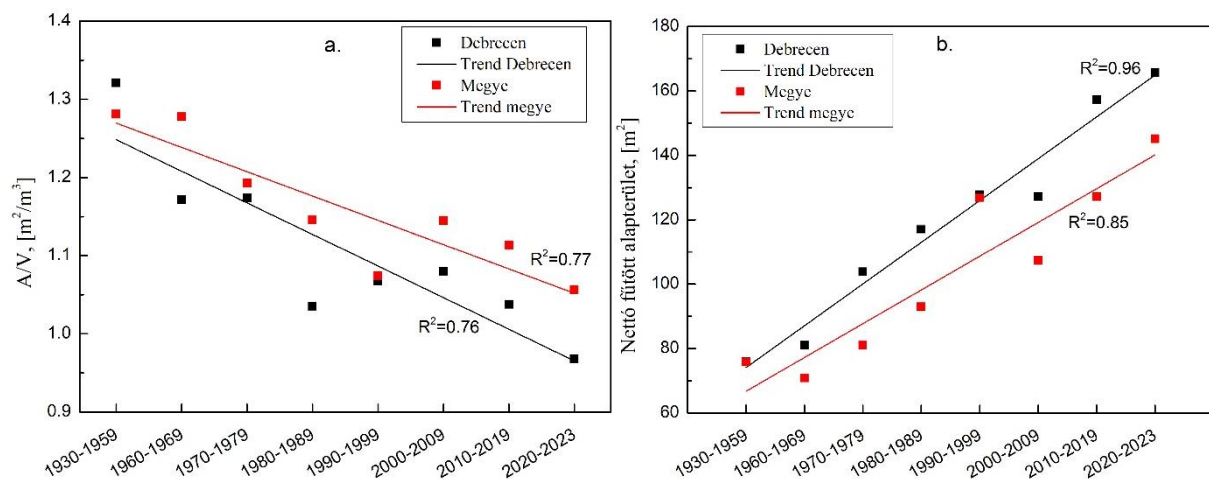 a.
Debrecen
Trend Debrecen
Megye
Trend megye
A/V, [m²/m³]
1.4
1.3
1.2
1.1
1.0
0.9
R²=0.77
R²=0.76
1930-1959
1960-1969
1970-1979
1980-1989
1990-1999
2000-2009
2010-2019
2020-2023
b.
Debrecen
Trend Debrecen
Megye
Trend megye
Nettó fűtött alapterület, [m²]
180
160
140
120
100
80
60
R²=0.96
R²=0.85
1930-1959
1960-1969
1970-1979
1980-1989
1990-1999
2000-2009
2010-2019
2020-2023